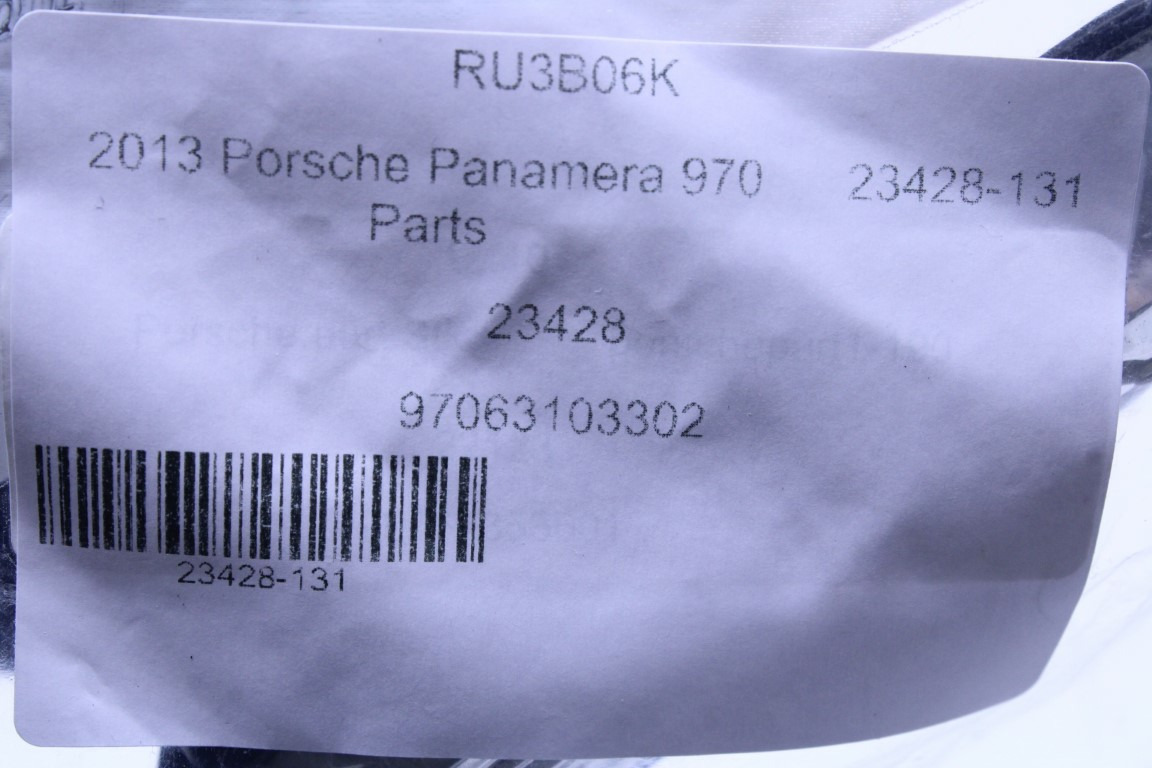 RU3B06K
2013 Porsche Panamera 970 23428-131
Parts
23428
97063103302
23428-131